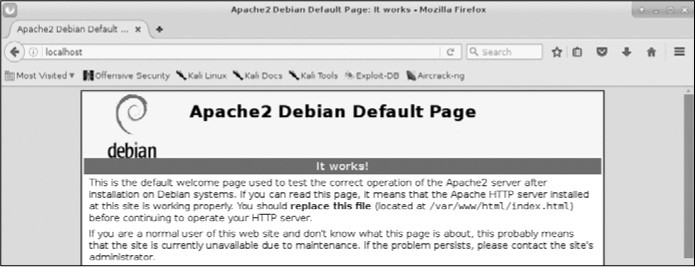 Apache2 Debian Default Page: It works - Mozilla Firefox
Apache2 Debian Default ...
localhost
Search
Most Visited Offensive Security Kali Linux Kali Docs Kali Tools Exploit-DB Aircrack-ng
Apache2 Debian Default Page
debian
It works!
This is the default welcome page used to test the correct operation of the Apache2 server after
installation on Debian systems. If you can read this page, it means that the Apache HTTP server installed
at this site is working properly. You should replace this file (located at /var/www/html/index.html)
before continuing to operate your HTTP server.
If you are a normal user of this web site and don't know what this page is about, this probably means
that the site is currently unavailable due to maintenance. If the problem persists, please contact the site's
administrator.